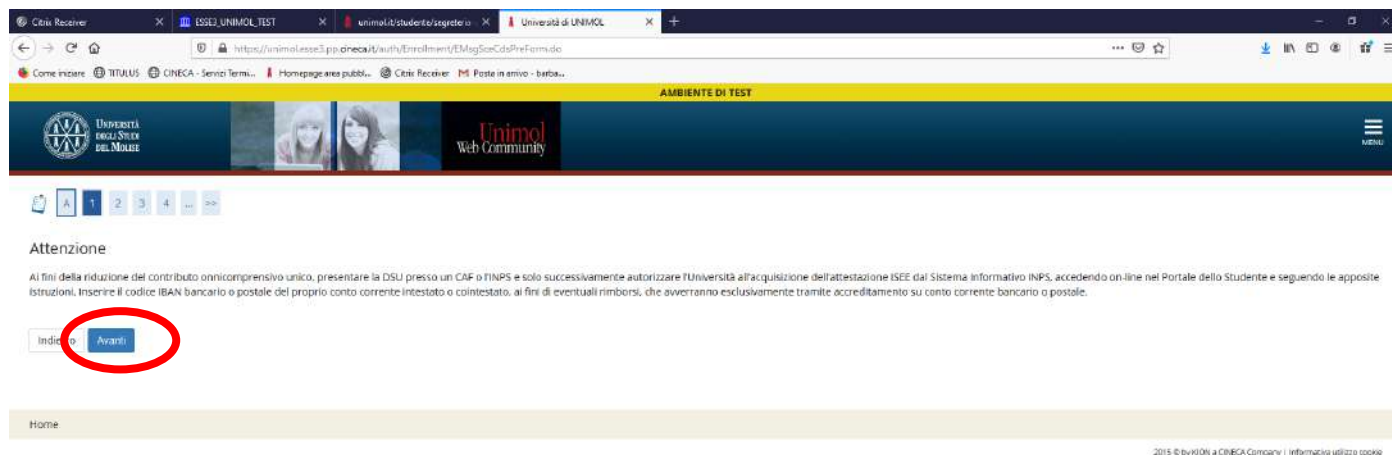 Citrix Receiver
ESSE3_UNIMOL_TEST
unimol.it/studente/segreteria
Università di UNIMOL
https://unimol.esse3.pp.cineca.it/auth/Enrollment/EMsgSceCdsPreForm.do
Come iniziare TITULUS CINECA - Servizi Termi... Homepage area pubbl... Citrix Receiver Posta in arrivo - barba...
AMBIENTE DI TEST
UNIVERSITÀ
DEGLI STUDI
DEL MOLISE
Unimol
Web Community
MENU
A 1 2 3 4 ... >>
Attenzione
Ai fini della riduzione del contributo onnicomprensivo unico, presentare la DSU presso un CAF o l'INPS e solo successivamente autorizzare l'Università all'acquisizione dell'attestazione ISEE dal Sistema Informativo INPS, accedendo on-line nel Portale dello Studente e seguendo le apposite
istruzioni. Inserire il codice IBAN bancario o postale del proprio conto corrente intestato o cointestato, ai fini di eventuali rimborsi, che avverranno esclusivamente tramite accreditamento su conto corrente bancario o postale.
Indietro Avanti
Home
2015 © by KION a CINECA Company | Informativa utilizzo cookie